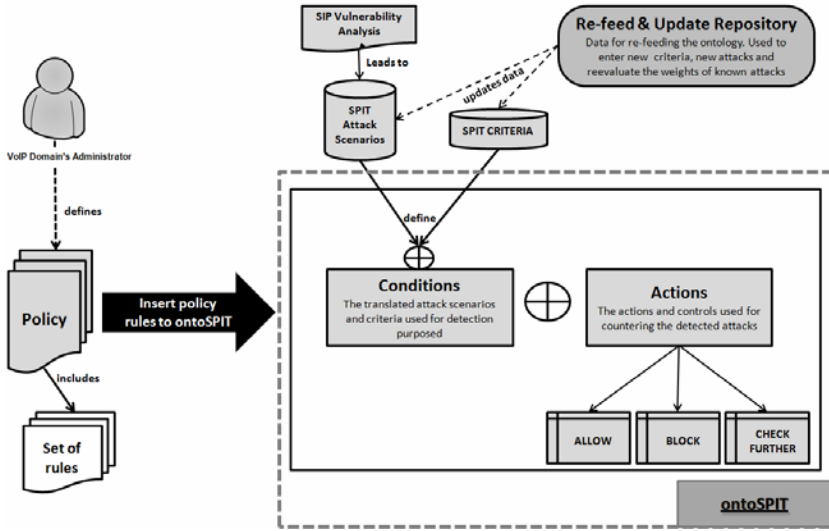 SIP Vulnerability
Analysis
Leads to
SPIT
Attack
Scenarios
updates data
SPIT CRITERIA
Re-feed & Update Repository
Data for re-feeding the ontology. Used to
enter new criteria, new attacks and
reevaluate the weights of known attacks
VoIP Domain's Administrator
defines
Policy
includes
Set of
rules
Insert policy
rules to ontoSPIT
define
Conditions
The translated attack scenarios
and criteria used for detection
purposed
Actions
The actions and controls used for
countering the detected attacks
ALLOW
BLOCK
CHECK
FURTHER
ontoSPIT